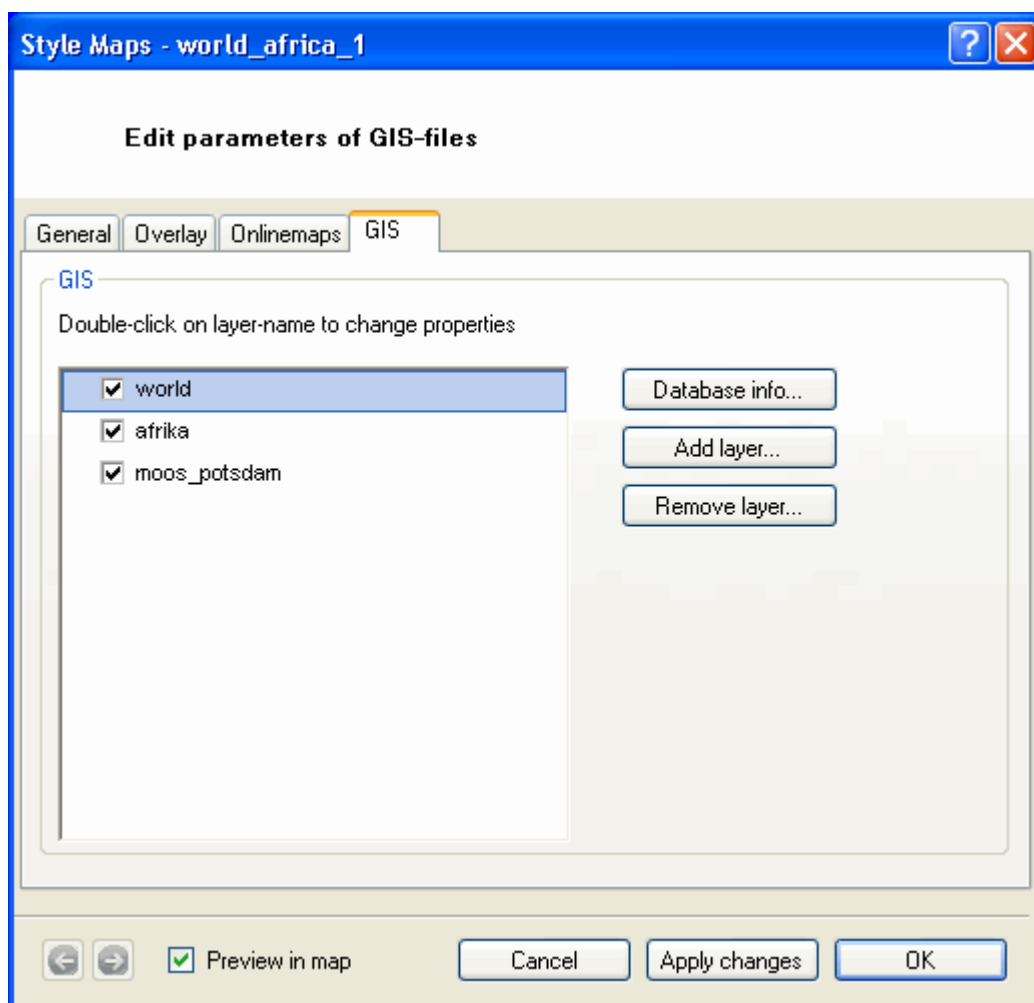 Style Maps - world_africa_1
?
Edit parameters of GIS-files
General Overlay Onlinemaps GIS
GIS
Double-click on layer-name to change properties
world
afrika
moos_potsdam
Database info...
Add layer...
Remove layer...
Preview in map Cancel Apply changes OK